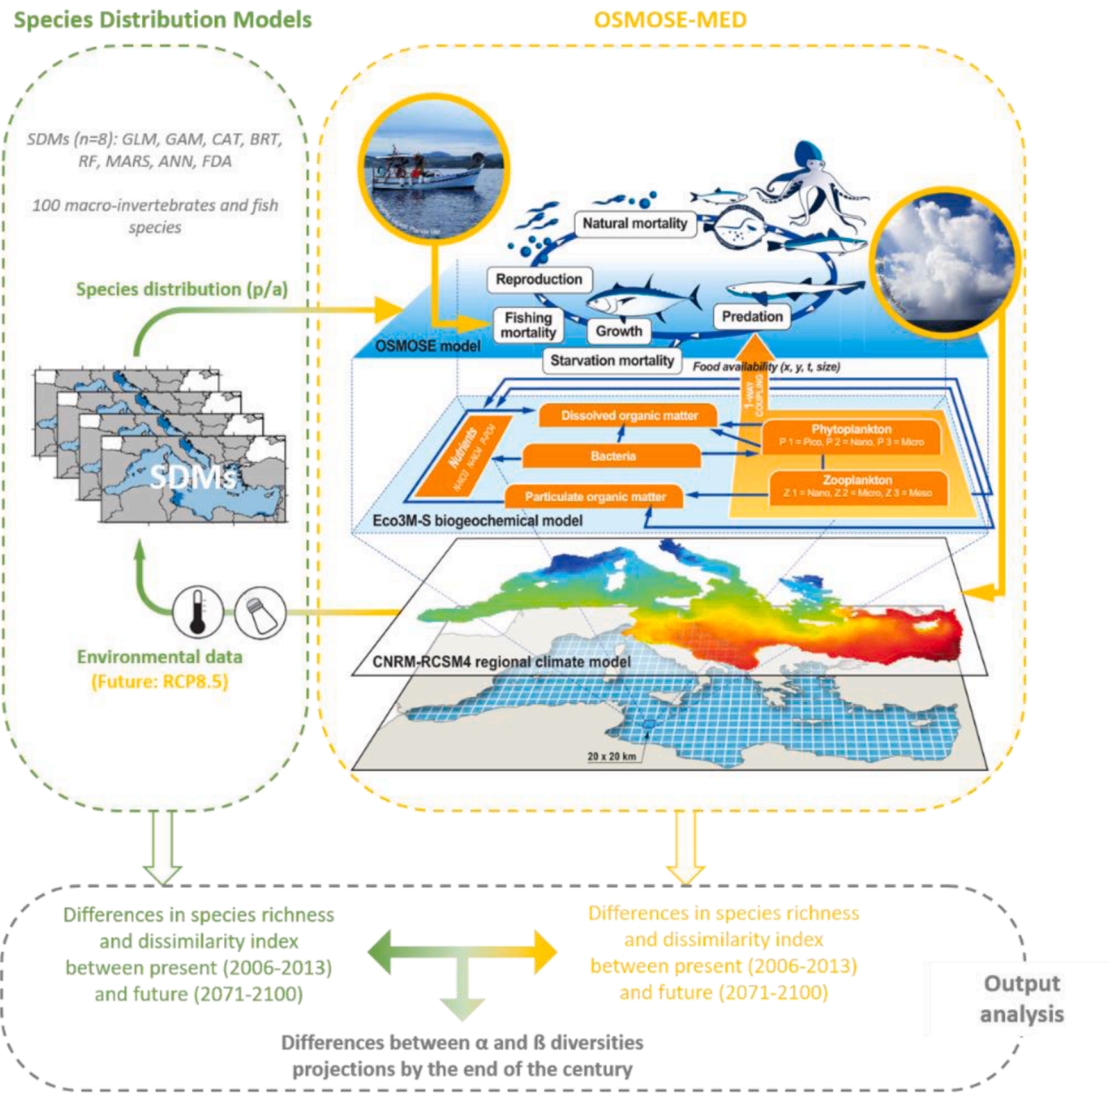 Species Distribution Models
OSMOSE-MED
SDMs (n=8): GLM, GAM, CAT, BRT,
RF, MARS, ANN, FDA
100 macro-invertebrates and fish
species
Species distribution (p/a)
SDMs
Environmental data
(Future: RCP8.5)
Natural mortality
Reproduction
Fishing
mortality
Growth
Predation
Starvation mortality
OSMOSE model
Food availability (x, y, t, size)
1-WAY
COUPLING
Dissolved organic matter
Nutrients
Bacteria
Particulate organic matter
Phytoplankton
P 1 = Pico, P 2 = Nano, P 3 = Micro
Zooplankton
Z 1 = Nano, Z 2 = Micro, Z 3 = Meso
Eco3M-S biogeochemical model
CNRM-RCSM4 regional climate model
20 x 20 km
Differences in species richness
and dissimilarity index
between present (2006-2013)
and future (2071-2100)
Differences in species richness
and dissimilarity index
between present (2006-2013)
and future (2071-2100)
Output
analysis
Differences between α and ß diversities
projections by the end of the century